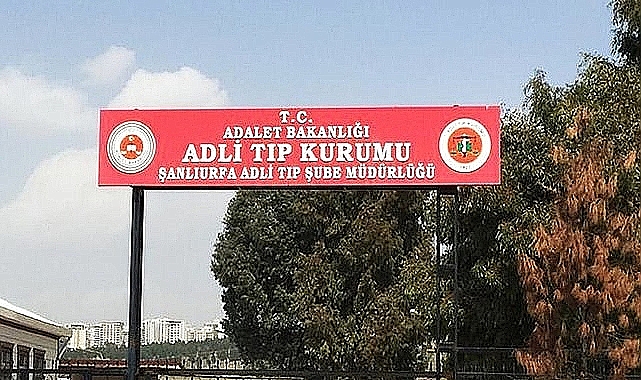 T.C.
ADALET BAKANLIĞI
ADLİ TIP KURUMU
ŞANLIURFA ADLİ TIP ŞUBE MÜDÜRLÜĞÜ